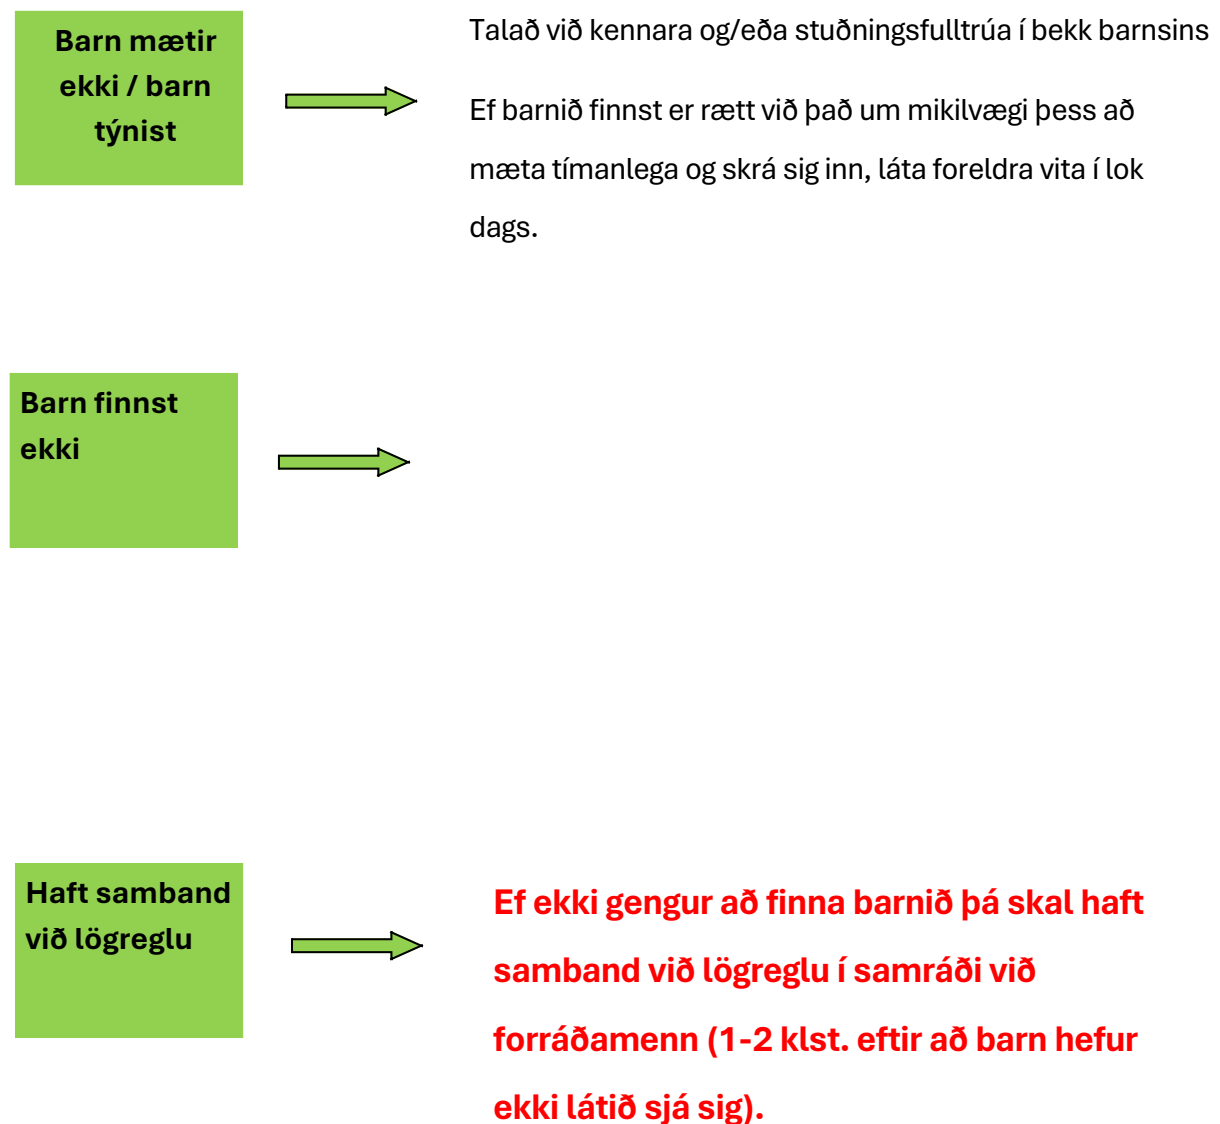 Barn mætir
ekki / barn
týnist
Talað við kennara og/eða stuðningsfulltrúa í bekk barnsins
Ef barnið finnst er rætt við það um mikilvægi þess að
mæta tímanlega og skrá sig inn, láta foreldra vita í lok
dags.
Barn finnst
ekki
Haft samband
við lögreglu
Ef ekki gengur að finna barnið þá skal haft
samband við lögreglu í samráði við
forráðamenn (1-2 klst. eftir að barn hefur
ekki látið sjá sig).